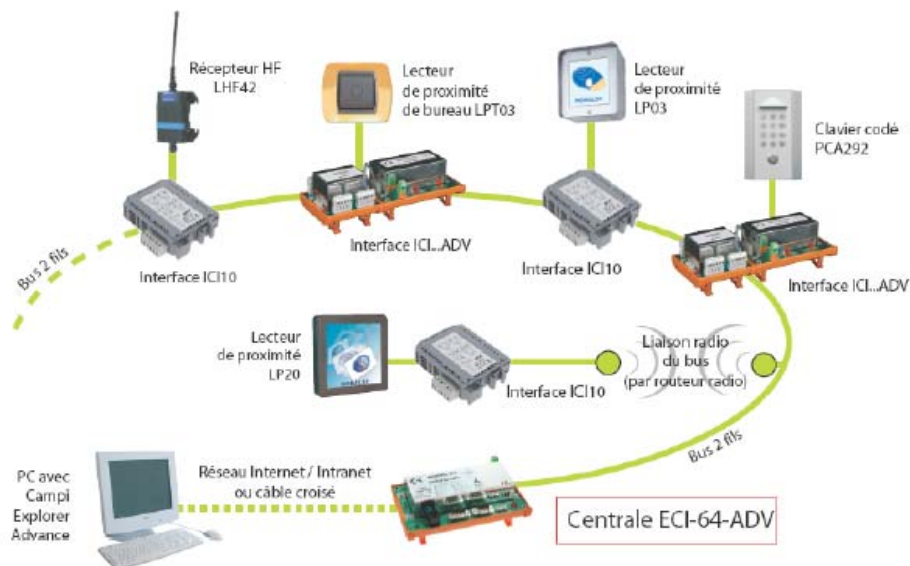 Récepteur HF
LHF42
Lecteur
de proximité
de bureau LPT03
Lecteur
de proximité
LP03
Clavier codé
PCA292
Bus 2 fils
Interface ICI10
Interface ICI...ADV
Interface ICI10
Interface ICI...ADV
Lecteur
de proximité
LP20
Interface ICI10
Liaison radio
du bus
(par routeur radio)
Bus 2 fils
PC avec
Campi
Explorer
Advance
Réseau Internet / Intranet
ou câble croisé
Centrale ECI-64-ADV